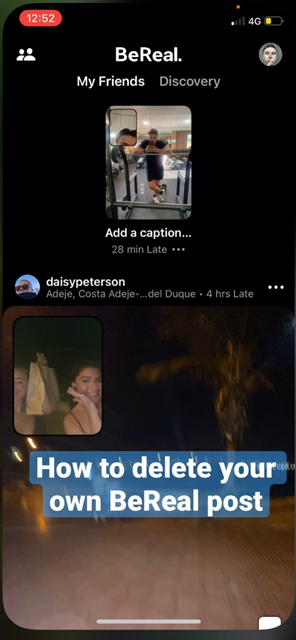 12:52
4G
BeReal.
My Friends Discovery
Add a caption...
28 min Late •••
daisypeterson
Adeje, Costa Adeje-...del Duque • 4 hrs Late
How to delete your
own BeReal post